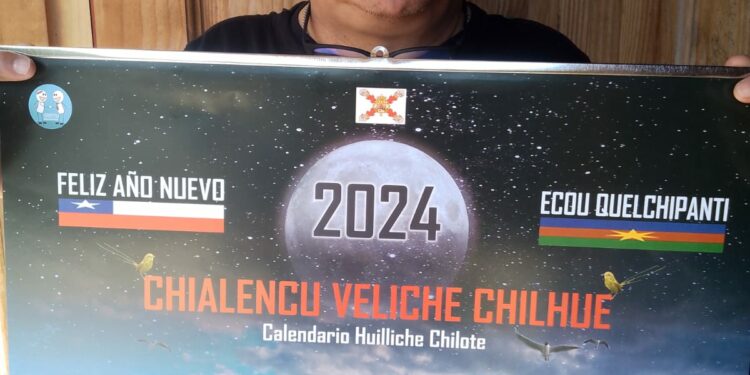 FELIZ AÑO NUEVO
2024
ECOU QUELCHIPANTI
CHIALENCU VELICHE CHILHUE
Calendario Huilliche Chilote